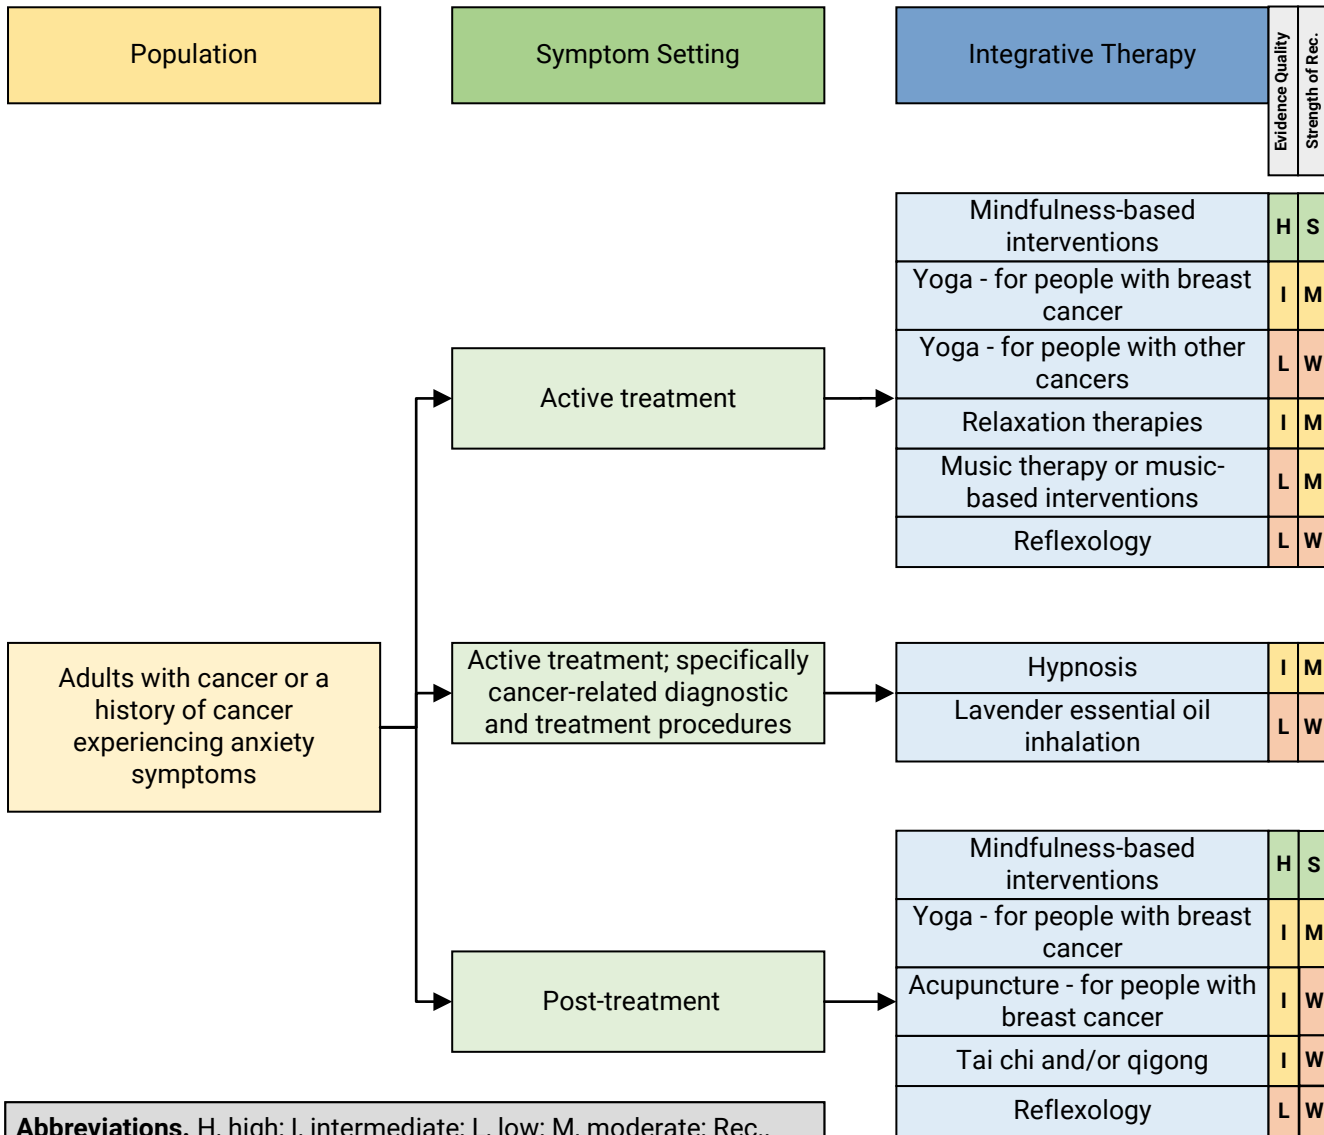 Population
Symptom Setting
Integrative Therapy
Evidence Quality
Strength of Rec.
Mindfulness-based
interventions
H S
Yoga - for people with breast
cancer
I M
Yoga - for people with other
cancers
L W
Active treatment
Relaxation therapies
I M
Music therapy or music-
based interventions
L M
Reflexology
L W
Adults with cancer or a
history of cancer
experiencing anxiety
symptoms
Active treatment; specifically
cancer-related diagnostic
and treatment procedures
Hypnosis
I M
Lavender essential oil
inhalation
L W
Mindfulness-based
interventions
H S
Yoga - for people with breast
cancer
I M
Post-treatment
Acupuncture - for people with
breast cancer
I W
Tai chi and/or qigong
I W
Reflexology
L W
Abbreviations. H, high; I, intermediate; L, low; M, moderate; Rec.,